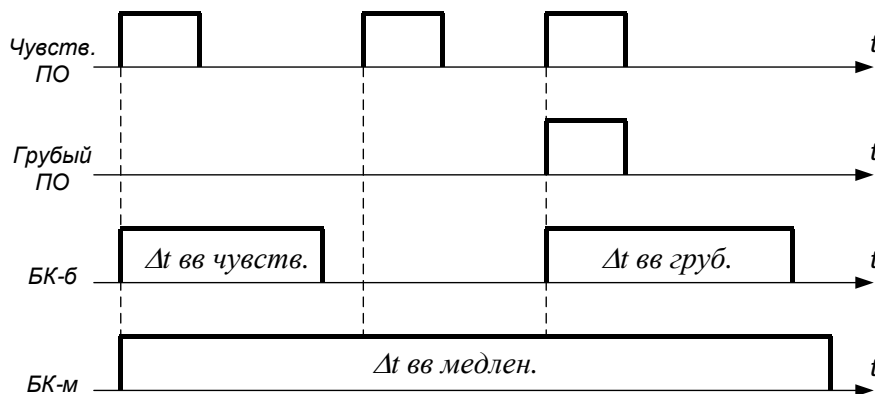 Чувств.
ПО
t
Грубый
ПО
t
БК-б
Δt вв чувств.
Δt вв груб.
t
БК-м
Δt вв медлен.
t